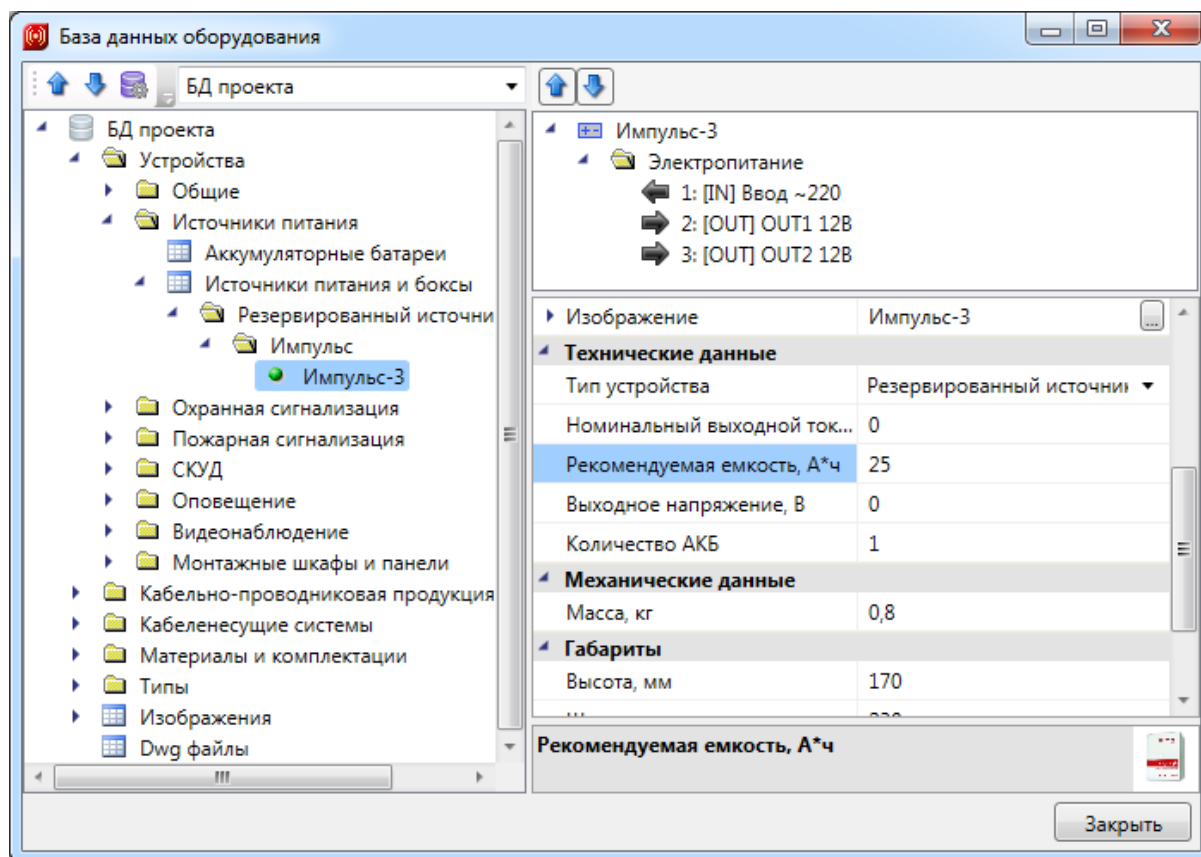 База данных оборудования
БД проекта
БД проекта
Устройства
Общие
Источники питания
Аккумуляторные батареи
Источники питания и боксы
Резервированный источни
Импульс
Импульс-3
Охранная сигнализация
Пожарная сигнализация
СКУД
Оповещение
Видеонаблюдение
Монтажные шкафы и панели
Кабельно-проводниковая продукция
Кабеленесущие системы
Материалы и комплектации
Типы
Изображения
Dwg файлы
Импульс-3
Электропитание
1: [IN] Ввод ~220
2: [OUT] OUT1 12В
3: [OUT] OUT2 12В
Изображение Импульс-3 ...
Технические данные
Тип устройства Резервированный источник
Номинальный выходной ток... 0
Рекомендуемая емкость, А*ч 25
Выходное напряжение, В 0
Количество АКБ 1
Механические данные
Масса, кг 0,8
Габариты
Высота, мм 170
Рекомендуемая емкость, А*ч
Закрыть